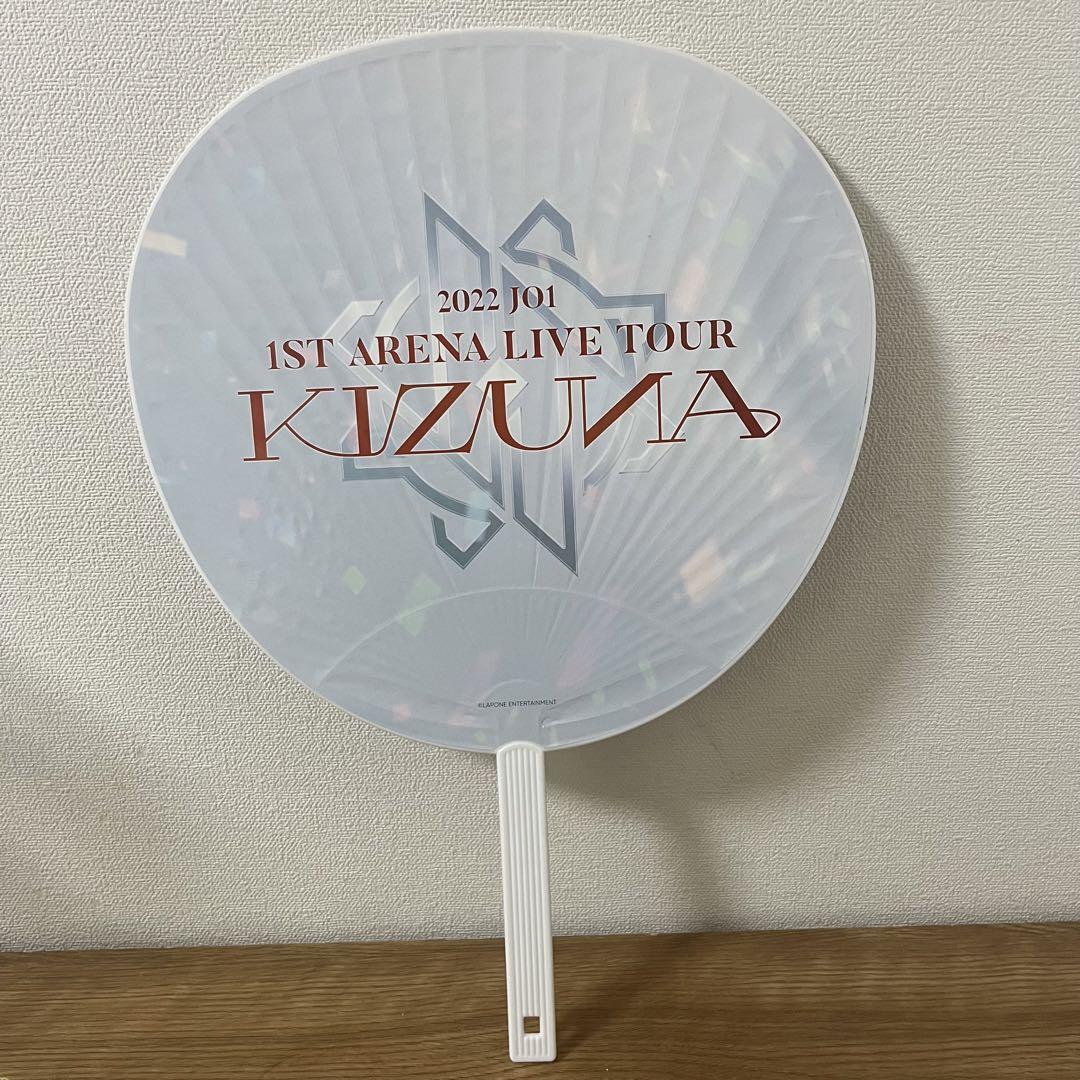 2022 JO1
1ST ARENA LIVE TOUR
KIZUNA
©LAPONE ENTERTAINMENT